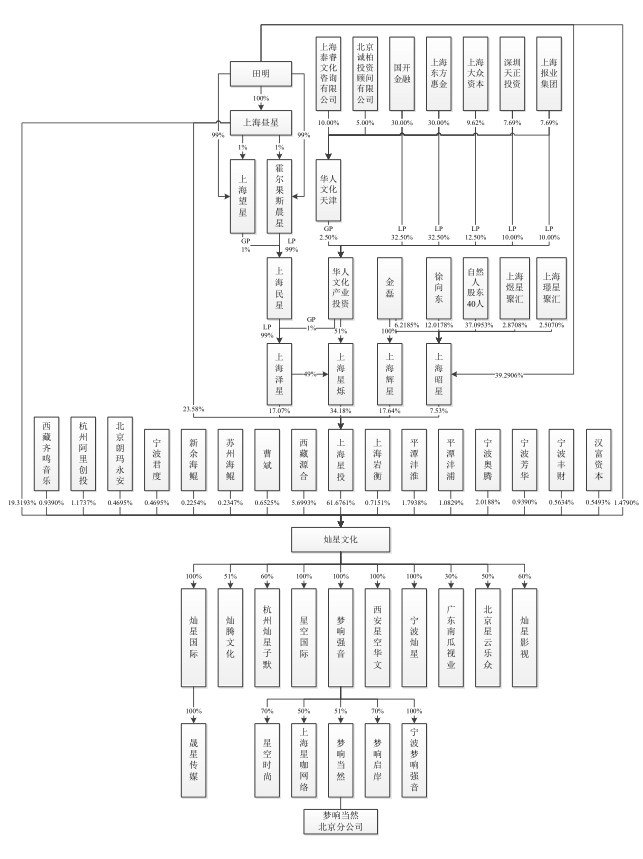 田明
上海泰睿文化咨询有限公司
北京诚柏投资顾问有限公司
国开金融
上海东方惠金
上海大众资本
深圳天正投资
上海报业集团
100%
99%
99%
上海昼星
10.00%
5.00%
30.00%
30.00%
9.62%
7.69%
7.69%
1%
1%
上海望星
霍尔果斯晨星
华人文化天津
GP
1%
LP
99%
GP
2.50%
LP
32.50%
LP
32.50%
LP
12.50%
LP
10.00%
LP
10.00%
上海民星
华人文化产业投资
金磊
徐向东
自然人股东40人
上海煜星聚汇
上海璟星聚汇
GP
1%
LP
99%
51%
100%
6.2185%
12.0178%
37.0953%
2.8708%
2.5070%
上海泽星
49%
上海星烁
上海辉星
上海昭星
39.2906%
23.58%
17.07%
34.18%
17.64%
7.53%
西藏齐鸣音乐
杭州阿里创投
北京朗玛永安
宁波君度
新余海鲲
苏州海鲲
曹斌
西藏源合
上海星投
上海岩衡
平潭沣淮
平潭沣浦
宁波奥腾
宁波芳华
宁波丰财
汉富资本
19.3193%
0.9390%
1.1737%
0.4695%
0.4695%
0.2254%
0.2347%
0.6525%
5.6993%
61.6761%
0.7151%
1.7918%
1.0829%
2.0188%
0.9390%
0.5634%
0.5493%
1.4790%
灿星文化
100%
51%
60%
100%
100%
100%
100%
30%
50%
60%
灿星国际
灿腾文化
杭州灿星子默
星空国际
梦响强音
西安星空华文
宁波灿星
广东南瓜视业
北京星云乐众
灿星影视
100%
70%
50%
51%
70%
100%
晟星传媒
星空时尚
上海星咖网络
梦响当然
梦响启岸
宁波梦响强音
梦响当然
北京分公司